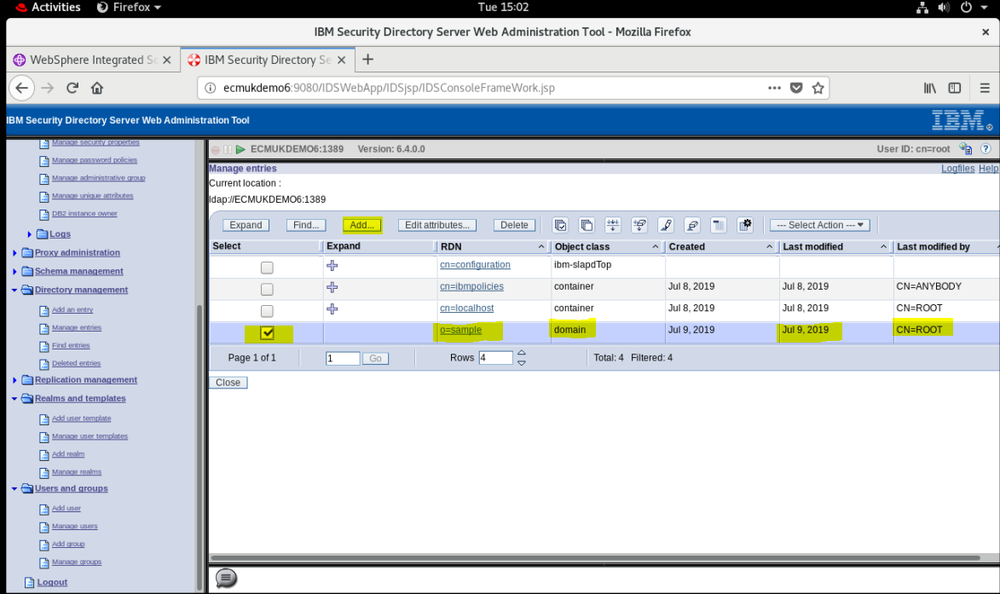 Activities Firefox Tue 15:02
IBM Security Directory Server Web Administration Tool - Mozilla Firefox ×
WebSphere Integrated So × IBM Security Directory Se × +
ecmukdemo6:9080/IDSWebApp/IDSjsp/IDSConsoleFrameWork.jsp
IBM Security Directory Server Web Administration Tool IBM®
Manage security properties
Manage password policies
Manage administrative group
Manage unique attributes
DB2 instance owner
Logs
Proxy administration
Schema management
Directory management
Add an entry
Manage entries
Find entries
Deleted entries
Replication management
Realms and templates
Add user template
Manage user templates
Add realm
Manage realms
Users and groups
Add user
Manage users
Add group
Manage groups
Logout
ECMUKDEMO6:1389 Version: 6.4.0.0 User ID: cn=root ?
Manage entries Logfiles Help
Current location :
ldap://ECMUKDEMO6:1389
Expand Find... Add... Edit attributes... Delete --- Select Action ---
Select Expand RDN Object class Created Last modified Last modified by
cn=configuration ibm-slapdTop
cn=ibmpolicies container Jul 8, 2019 Jul 8, 2019 CN=ANYBODY
cn=localhost container Jul 8, 2019 Jul 8, 2019 CN=ROOT
o=sample domain Jul 9, 2019 Jul 9, 2019 CN=ROOT
Page 1 of 1 1 Go Rows 4 Total: 4 Filtered: 4
Close